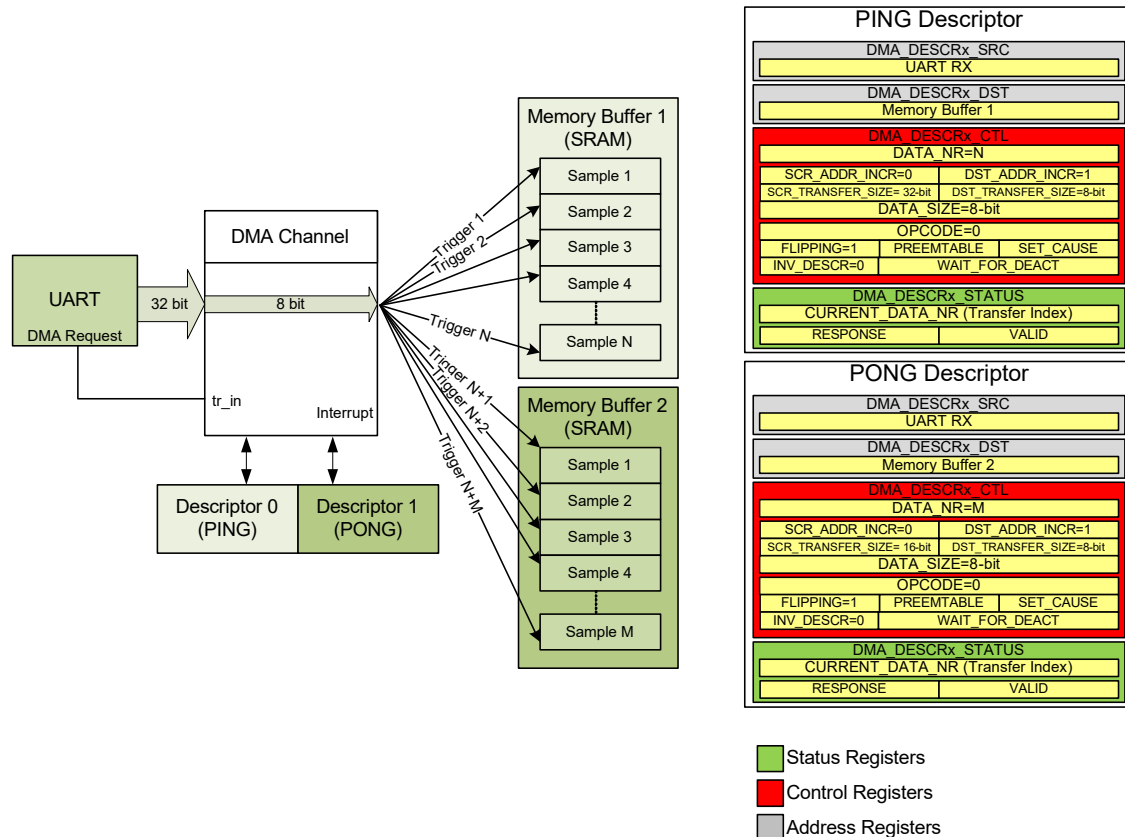 UART
DMA Request
32 bit
DMA Channel
8 bit
tr_in
Interrupt
Descriptor 0
(PING)
Descriptor 1
(PONG)
Trigger 1
Trigger 2
Trigger N
Trigger N+1
Trigger N+2
Trigger N+M
Memory Buffer 1
(SRAM)
Sample 1
Sample 2
Sample 3
Sample 4
Sample N
Memory Buffer 2
(SRAM)
Sample 1
Sample 2
Sample 3
Sample 4
Sample M
PING Descriptor
DMA_DESCRx_SRC
UART RX
DMA_DESCRx_DST
Memory Buffer 1
DMA_DESCRx_CTL
DATA_NR=N
SCR_ADDR_INCR=0 DST_ADDR_INCR=1
SCR_TRANSFER_SIZE= 32-bit DST_TRANSFER_SIZE=8-bit
DATA_SIZE=8-bit
OPCODE=0
FLIPPING=1 PREEMTABLE SET_CAUSE
INV_DESCR=0 WAIT_FOR_DEACT
DMA_DESCRx_STATUS
CURRENT_DATA_NR (Transfer Index)
RESPONSE VALID
PONG Descriptor
DMA_DESCRx_SRC
UART RX
DMA_DESCRx_DST
Memory Buffer 2
DMA_DESCRx_CTL
DATA_NR=M
SCR_ADDR_INCR=0 DST_ADDR_INCR=1
SCR_TRANSFER_SIZE= 16-bit DST_TRANSFER_SIZE=8-bit
DATA_SIZE=8-bit
OPCODE=0
FLIPPING=1 PREEMTABLE SET_CAUSE
INV_DESCR=0 WAIT_FOR_DEACT
DMA_DESCRx_STATUS
CURRENT_DATA_NR (Transfer Index)
RESPONSE VALID
Status Registers
Control Registers
Address Registers